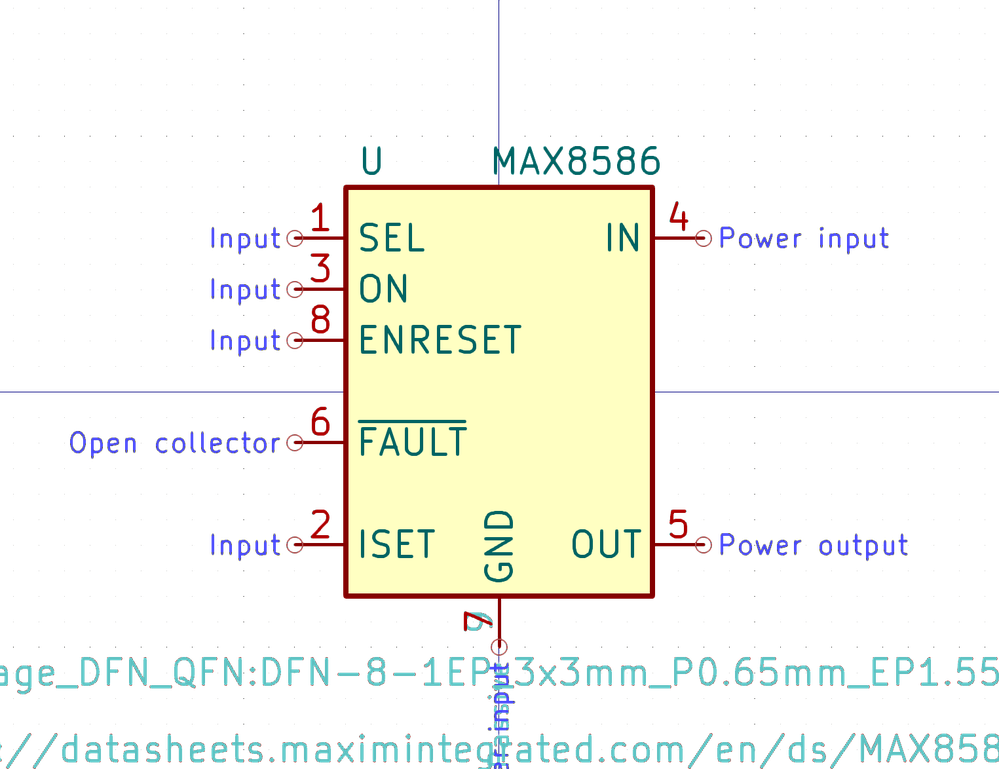 U MAX8586
Input 1 SEL IN 4 Power input
Input 3 ON
Input 8 ENRESET
Open collector 6 FAULT
Input 2 ISET GND OUT 5 Power output
7 9
age_DFN_QFN:DFN-8-1EP_3x3mm_P0.65mm_EP1.55
://datasheets.maximintegrated.com/en/ds/MAX858
er input